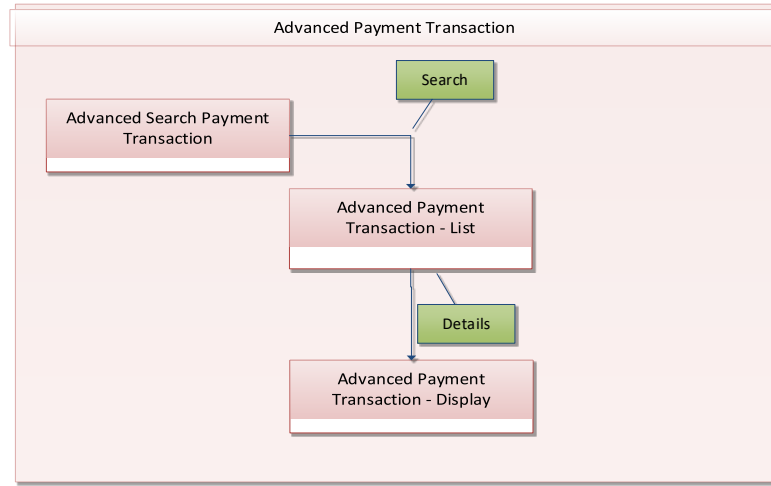 Advanced Payment Transaction
Search
Advanced Search Payment
Transaction
Advanced Payment
Transaction - List
Details
Advanced Payment
Transaction - Display